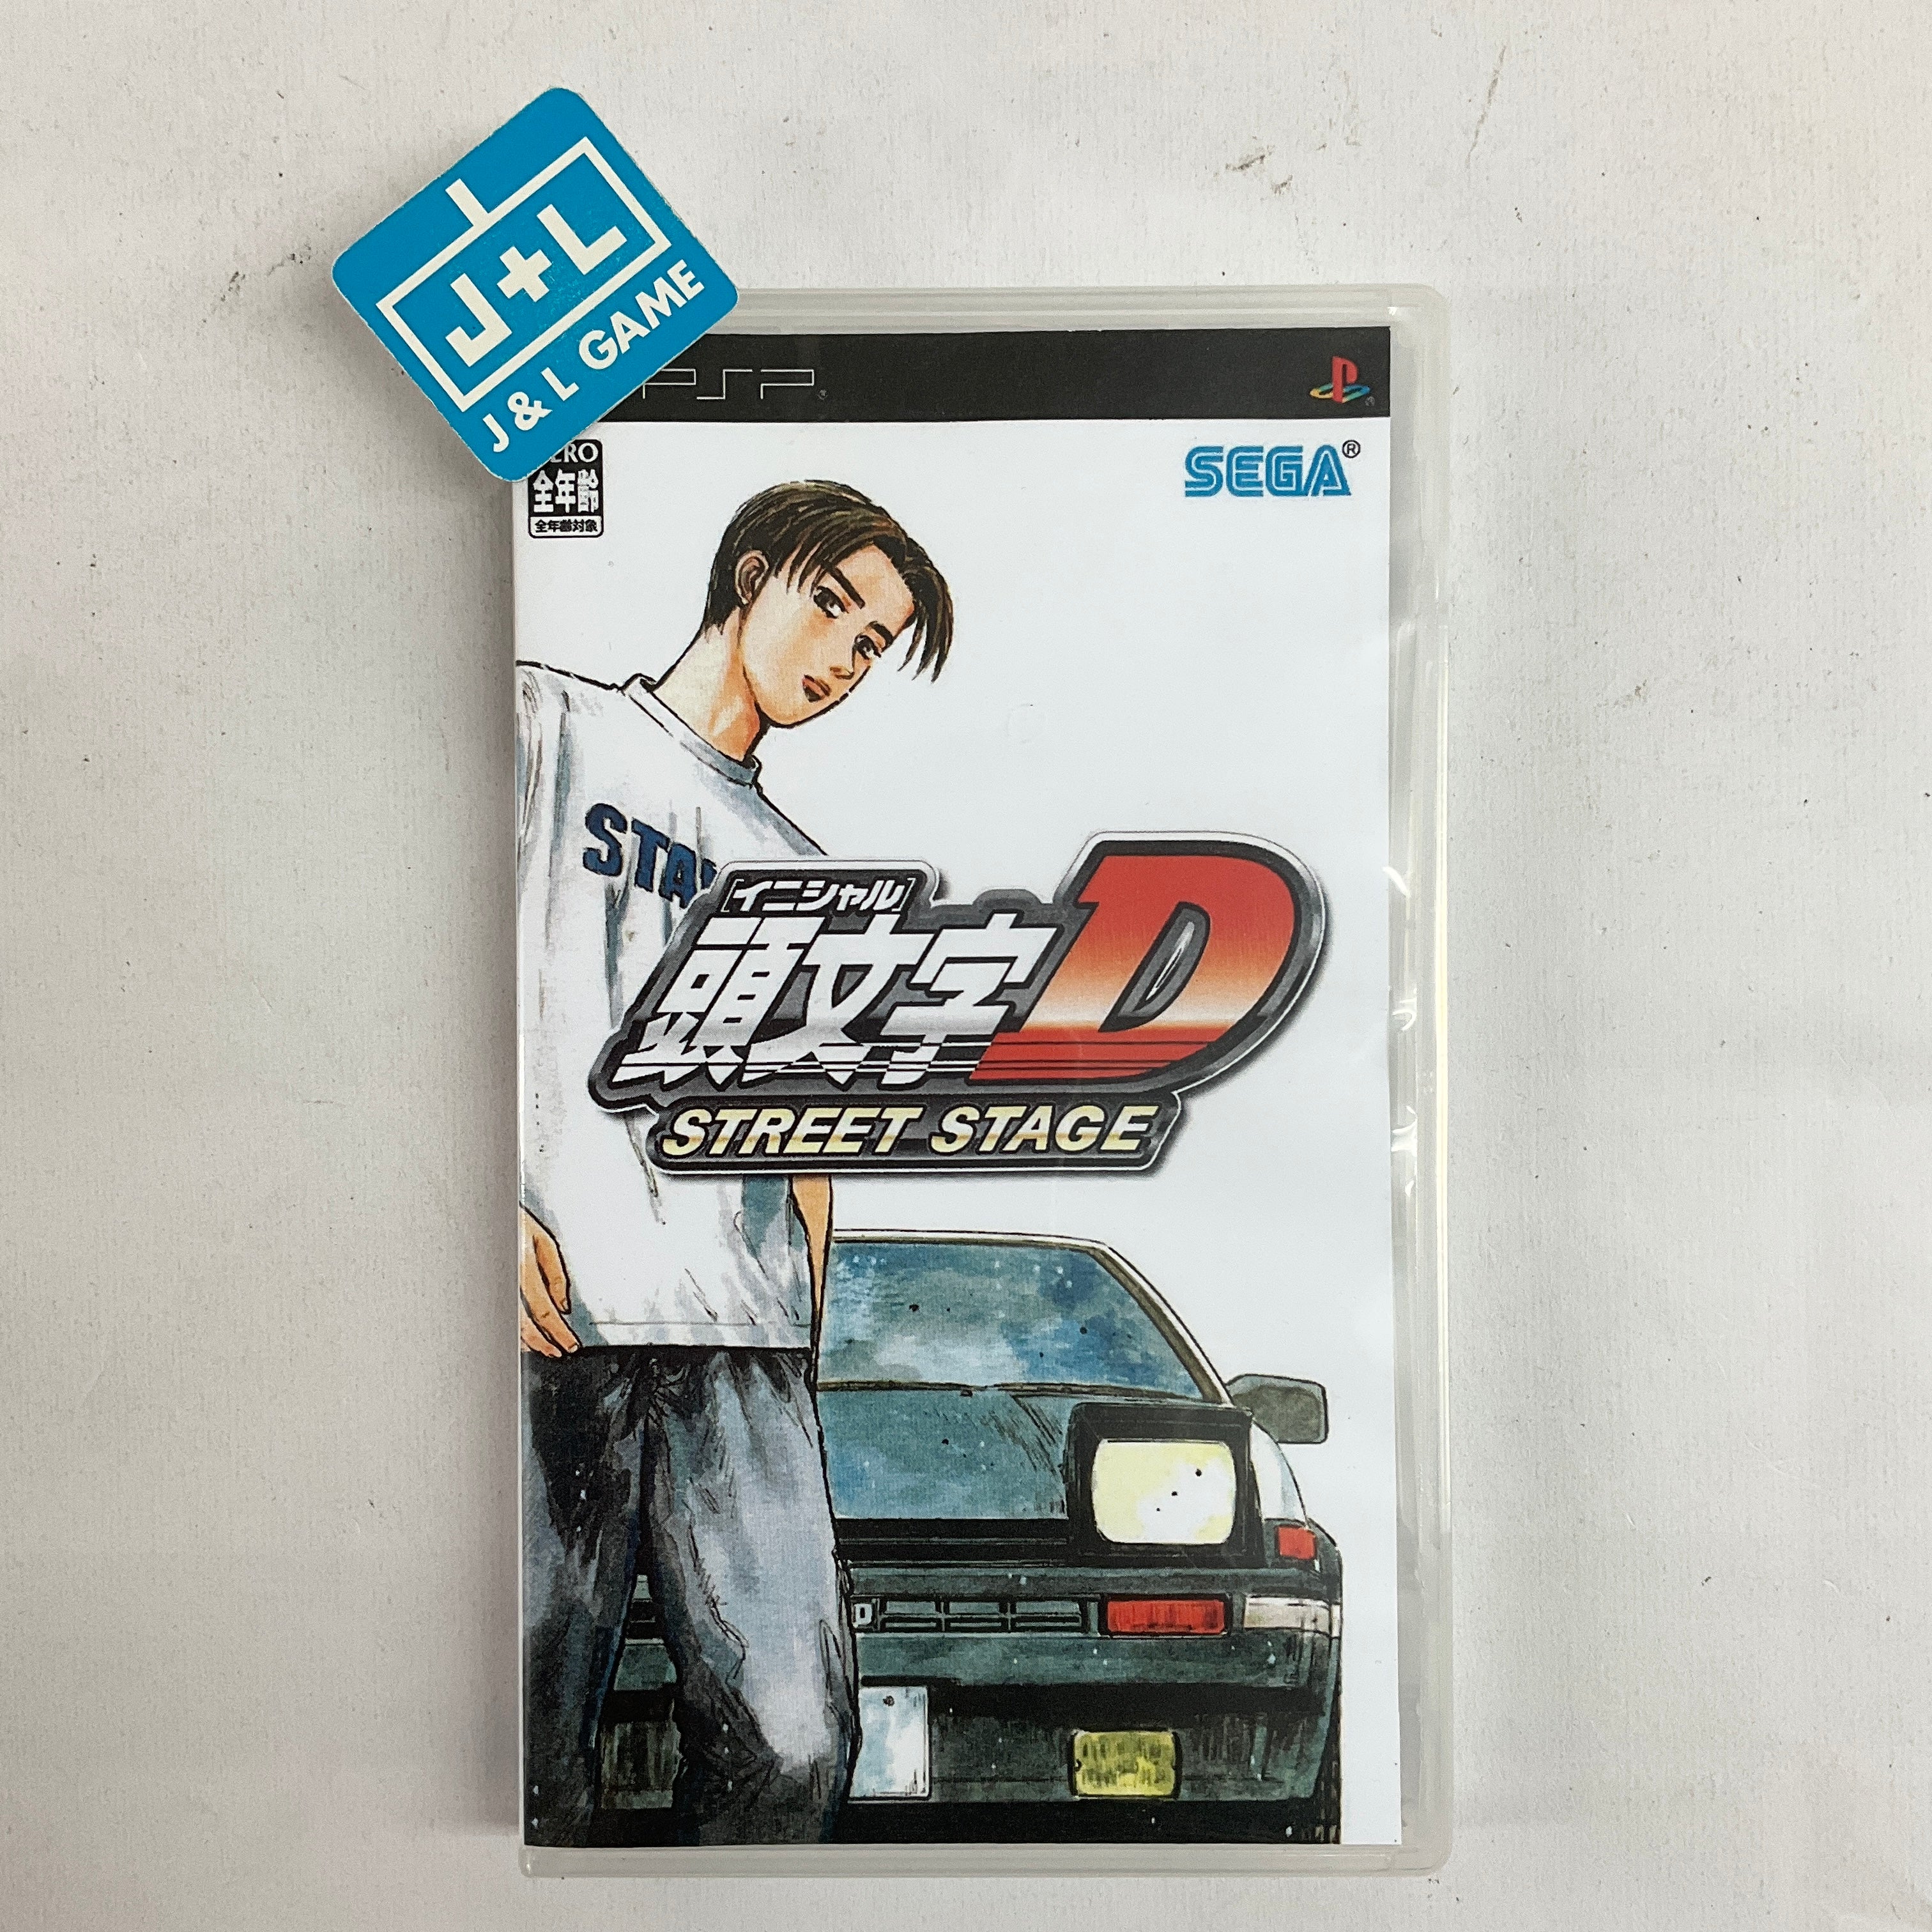 J+L
J & L GAME
PSP
SEGA®
全年齢
全年齢対象
STA
[イニシャル]
頭文字D
STREET STAGE